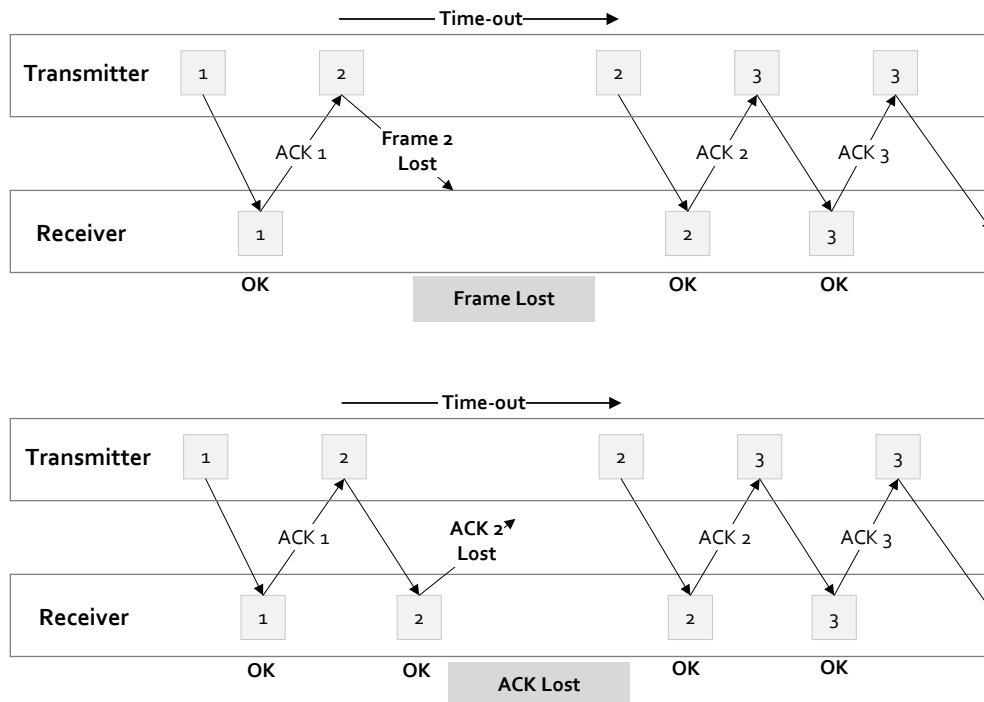 Time-out
Transmitter 1 2 2 3 3
Frame 2
Lost
ACK 1 ACK 2 ACK 3
Receiver 1 2 3
OK OK OK
Frame Lost
Time-out
Transmitter 1 2 2 3 3
ACK 2
Lost
ACK 1 ACK 2 ACK 3
Receiver 1 2 2 3
OK OK OK OK
ACK Lost